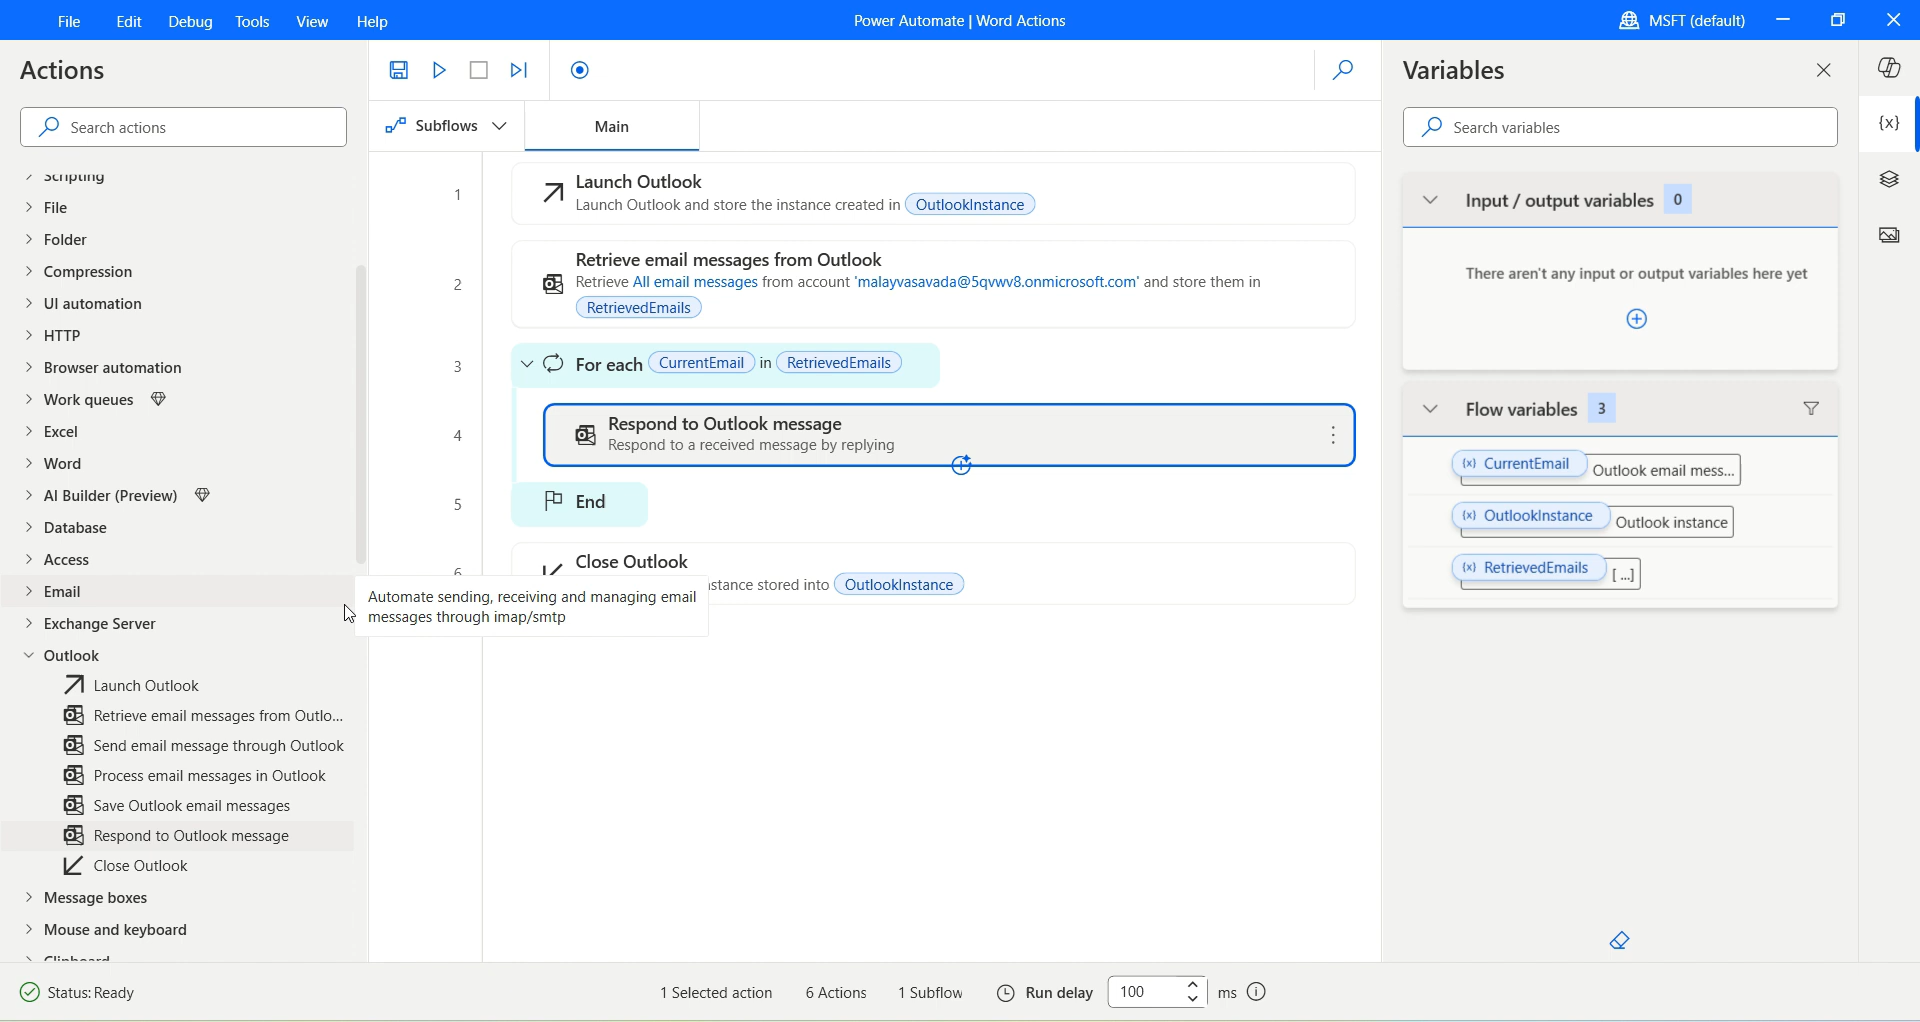 File Edit Debug Tools View Help
Power Automate | Word Actions
MSFT (default)
Actions
Search actions
Scripting
File
Folder
Compression
UI automation
HTTP
Browser automation
Work queues
Excel
Word
AI Builder (Preview)
Database
Access
Email
Exchange Server
Outlook
Launch Outlook
Retrieve email messages from Outlo...
Send email message through Outlook
Process email messages in Outlook
Save Outlook email messages
Respond to Outlook message
Close Outlook
Message boxes
Mouse and keyboard
Clipboard
Subflows
Main
1
Launch Outlook
Launch Outlook and store the instance created in OutlookInstance
2
Retrieve email messages from Outlook
Retrieve All email messages from account 'malayvasavada@5qvwv8.onmicrosoft.com' and store them in
RetrievedEmails
3
For each CurrentEmail in RetrievedEmails
4
Respond to Outlook message
Respond to a received message by replying
5
End
6
Close Outlook
stance stored into OutlookInstance
Automate sending, receiving and managing email
messages through imap/smtp
Variables
Search variables
{x}
Input / output variables 0
There aren't any input or output variables here yet
Flow variables 3
(x) CurrentEmail Outlook email mess...
(x) OutlookInstance Outlook instance
(x) RetrievedEmails [ ...]
Status: Ready
1 Selected action
6 Actions
1 Subflow
Run delay 100 ms